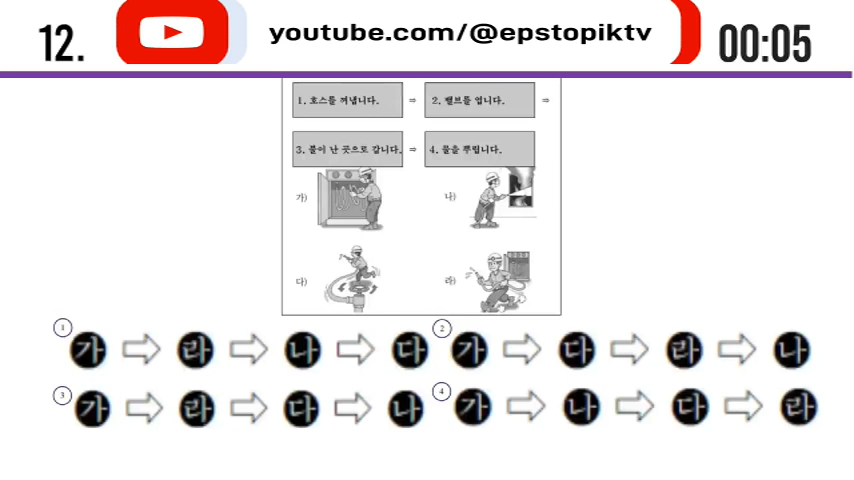 12.
youtube.com/@epstopiktv
00:05
1. 호스를 꺼냅니다. ⇒ 2. 밸브를 엽니다. ⇒
3. 불이 난 곳으로 갑니다. ⇒ 4. 물을 뿌립니다.
가) 나)
다) 라)
① 가 ⇨ 라 ⇨ 나 ⇨ 다 ② 가 ⇨ 다 ⇨ 라 ⇨ 나
③ 가 ⇨ 라 ⇨ 다 ⇨ 나 ④ 가 ⇨ 나 ⇨ 다 ⇨ 라